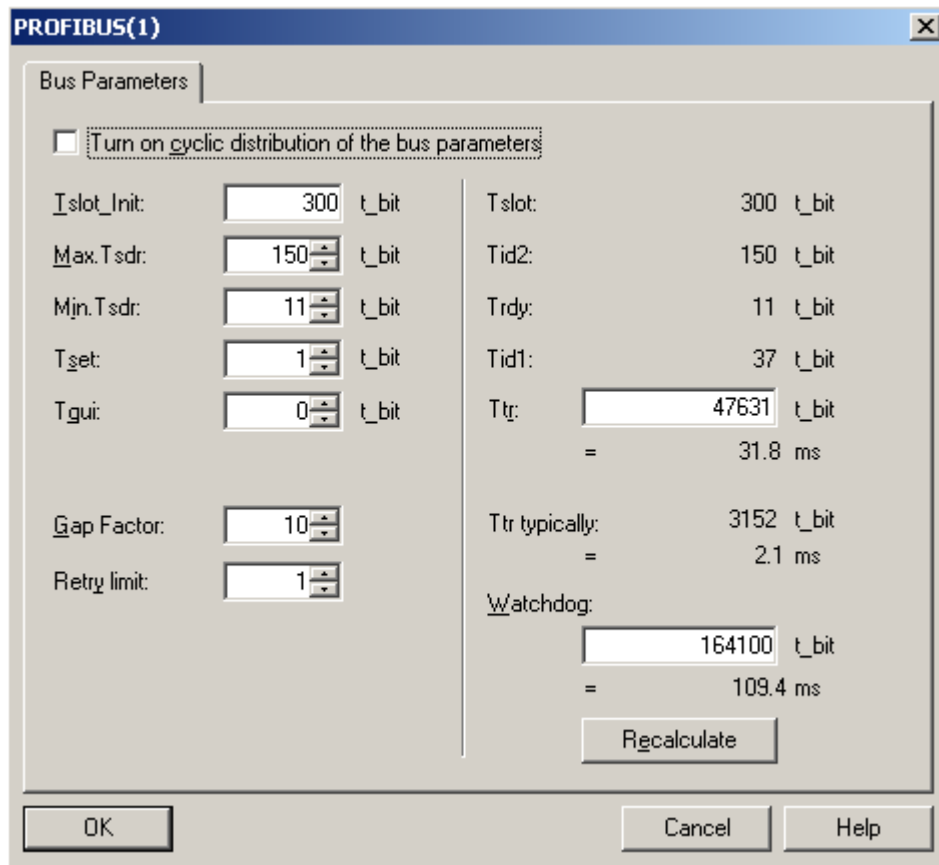 PROFIBUS(1)
Bus Parameters
Turn on cyclic distribution of the bus parameters
Tslot_Init: 300 t_bit
Max.Tsdr: 150 t_bit
Min.Tsdr: 11 t_bit
Tset: 1 t_bit
Tgui: 0 t_bit
Gap Factor: 10
Retry limit: 1
Tslot: 300 t_bit
Tid2: 150 t_bit
Trdy: 11 t_bit
Tid1: 37 t_bit
Ttr: 47631 t_bit
= 31.8 ms
Ttr typically: 3152 t_bit
= 2.1 ms
Watchdog:
164100 t_bit
= 109.4 ms
Recalculate
OK Cancel Help